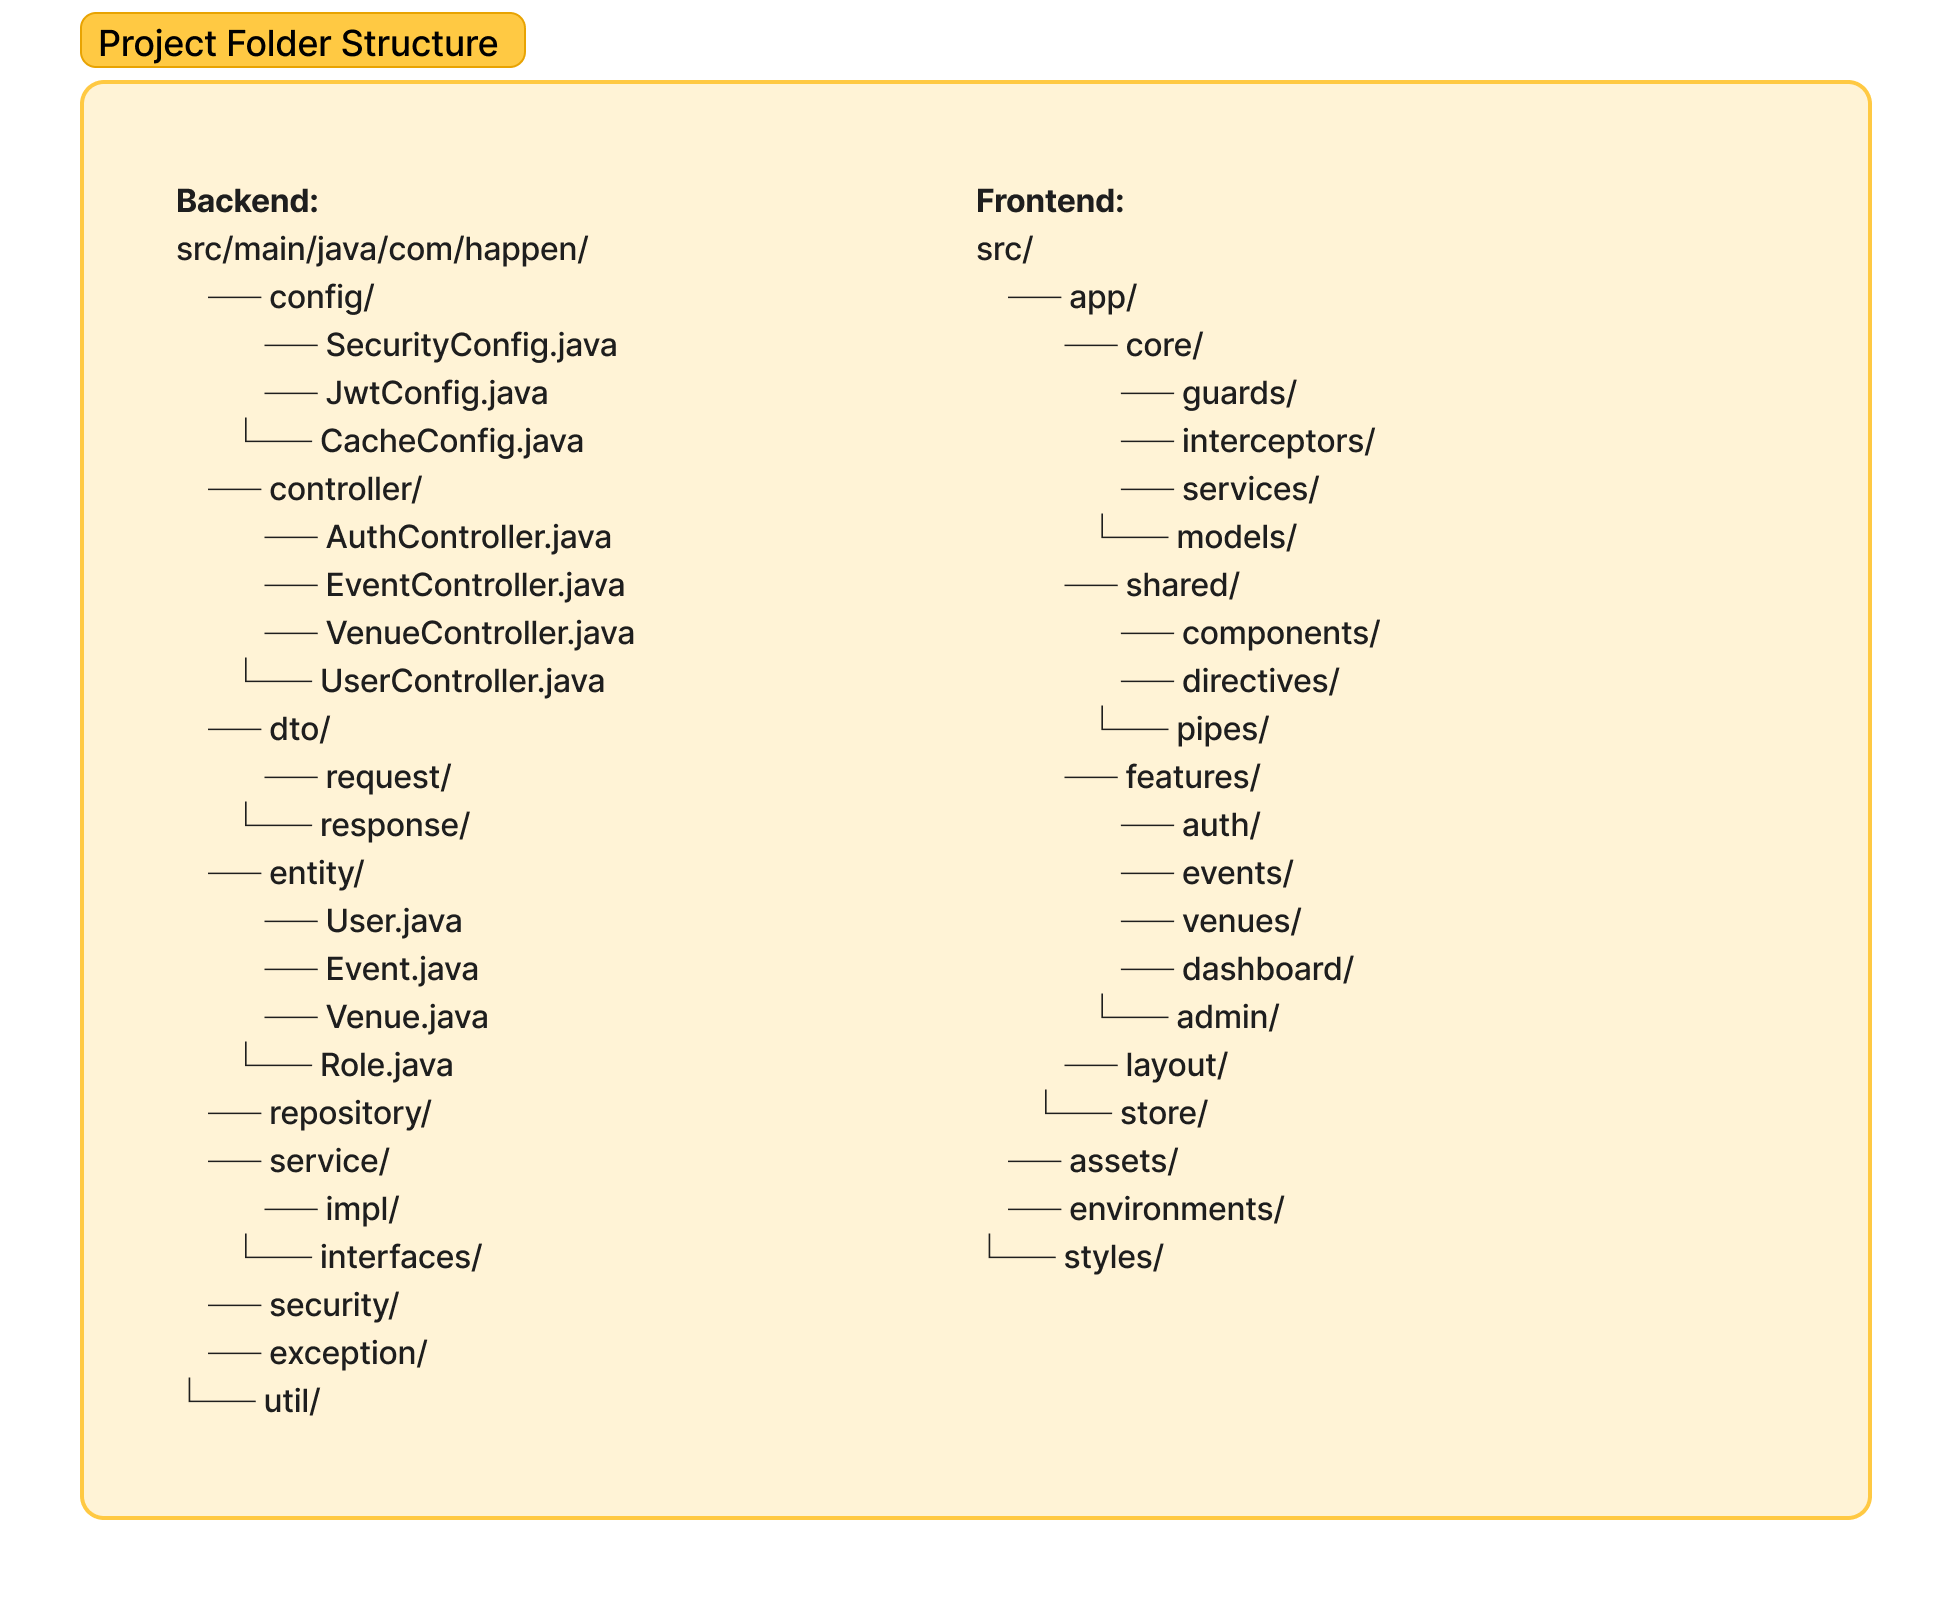 Project Folder Structure
Backend:
src/main/java/com/happen/
── config/
── SecurityConfig.java
── JwtConfig.java
└── CacheConfig.java
── controller/
── AuthController.java
── EventController.java
── VenueController.java
└── UserController.java
── dto/
── request/
└── response/
── entity/
── User.java
── Event.java
── Venue.java
└── Role.java
── repository/
── service/
── impl/
└── interfaces/
── security/
── exception/
└── util/
Frontend:
src/
── app/
── core/
── guards/
── interceptors/
── services/
└── models/
── shared/
── components/
── directives/
└── pipes/
── features/
── auth/
── events/
── venues/
── dashboard/
└── admin/
── layout/
└── store/
── assets/
── environments/
└── styles/